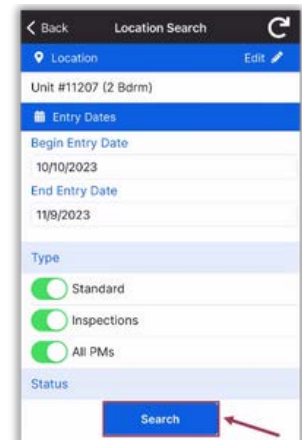 Back Location Search
Location Edit
Unit #11207 (2 Bdrm)
Entry Dates
Begin Entry Date
10/10/2023
End Entry Date
11/9/2023
Type
Standard
Inspections
All PMs
Status
Search